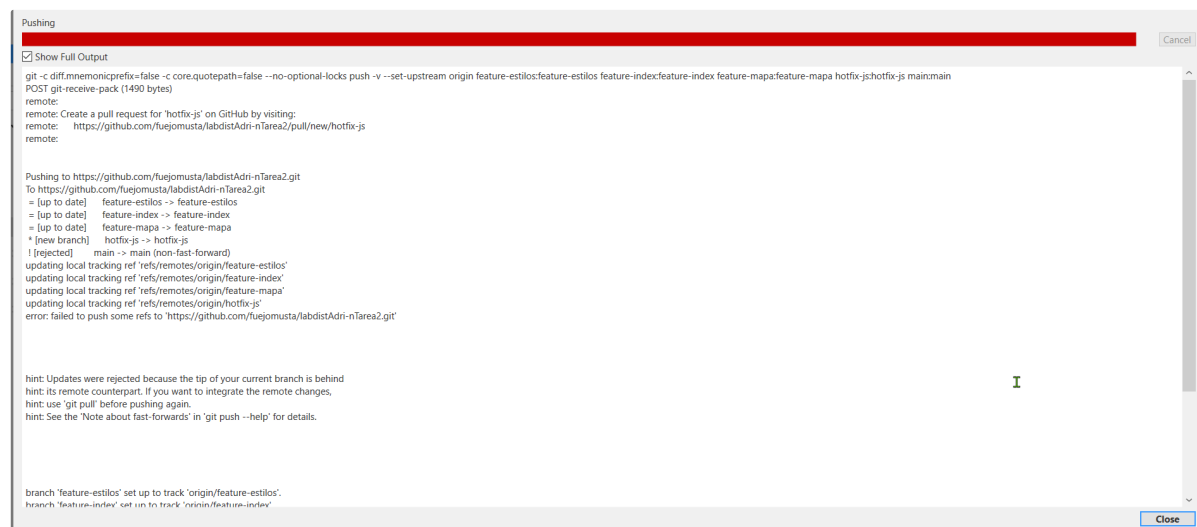 Pushing
Cancel
Show Full Output
git -c diff.mnemonicprefix=false -c core.quotepath=false --no-optional-locks push -v --set-upstream origin feature-estilos:feature-estilos feature-index:feature-index feature-mapa:feature-mapa hotfix-js:hotfix-js main:main
POST git-receive-pack (1490 bytes)
remote:
remote: Create a pull request for 'hotfix-js' on GitHub by visiting:
remote: https://github.com/fuejomusta/labdistAdri-nTarea2/pull/new/hotfix-js
remote:
Pushing to https://github.com/fuejomusta/labdistAdri-nTarea2.git
To https://github.com/fuejomusta/labdistAdri-nTarea2.git
= [up to date] feature-estilos -> feature-estilos
= [up to date] feature-index -> feature-index
= [up to date] feature-mapa -> feature-mapa
* [new branch] hotfix-js -> hotfix-js
! [rejected] main -> main (non-fast-forward)
updating local tracking ref 'refs/remotes/origin/feature-estilos'
updating local tracking ref 'refs/remotes/origin/feature-index'
updating local tracking ref 'refs/remotes/origin/feature-mapa'
updating local tracking ref 'refs/remotes/origin/hotfix-js'
error: failed to push some refs to 'https://github.com/fuejomusta/labdistAdri-nTarea2.git'
hint: Updates were rejected because the tip of your current branch is behind
hint: its remote counterpart. If you want to integrate the remote changes,
hint: use 'git pull' before pushing again.
hint: See the 'Note about fast-forwards' in 'git push --help' for details.
branch 'feature-estilos' set up to track 'origin/feature-estilos'.
branch 'feature-index' set up to track 'origin/feature-index'
Close